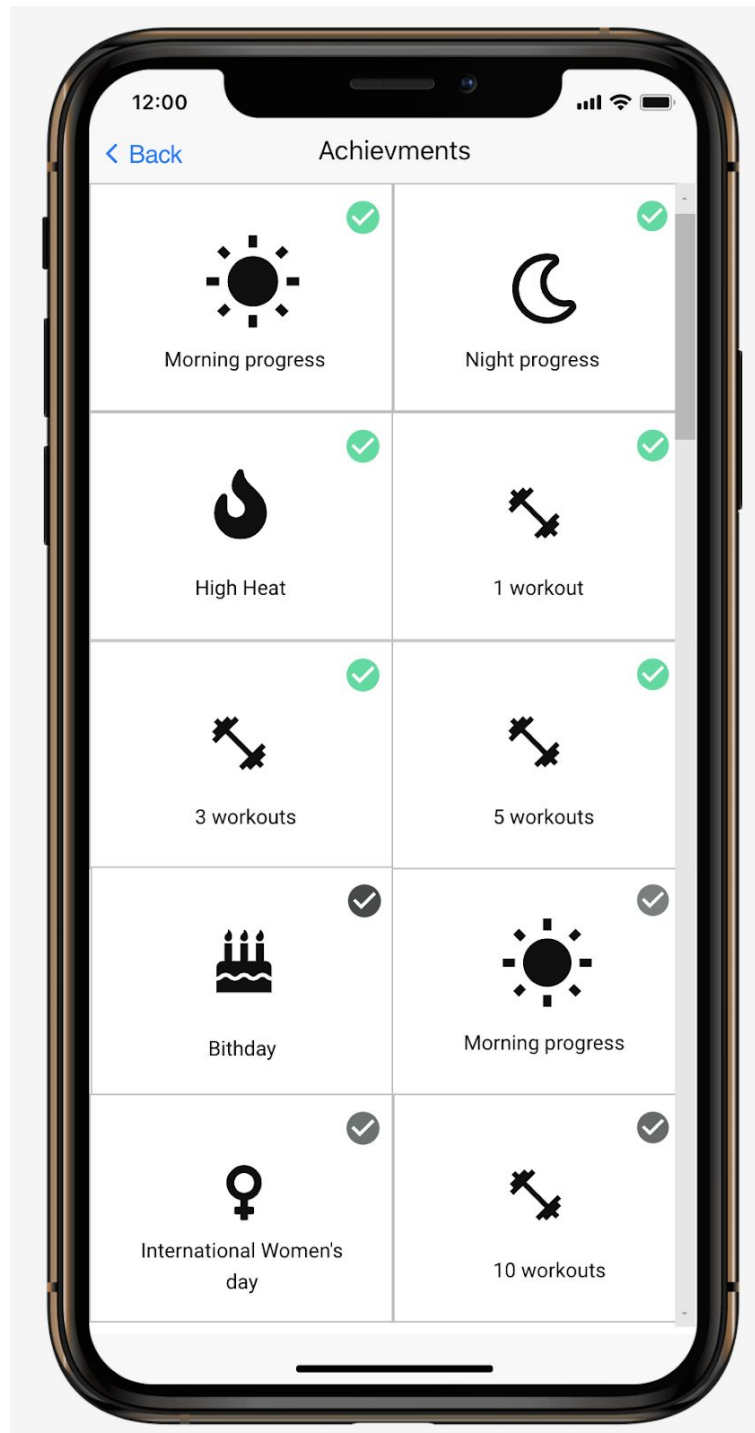 12:00
Back
Achievments
Morning progress
Night progress
High Heat
1 workout
3 workouts
5 workouts
Bithday
Morning progress
International Women's
day
10 workouts